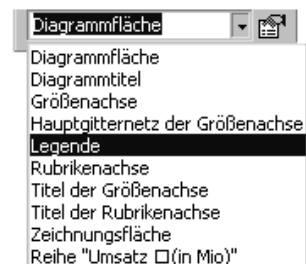 Diagrammfläche
Diagrammfläche
Diagrammtitel
Größenachse
Hauptgitternetz der Größenachse
Legende
Rubrikenachse
Titel der Größenachse
Titel der Rubrikenachse
Zeichnungsfläche
Reihe "Umsatz □(in Mio)"